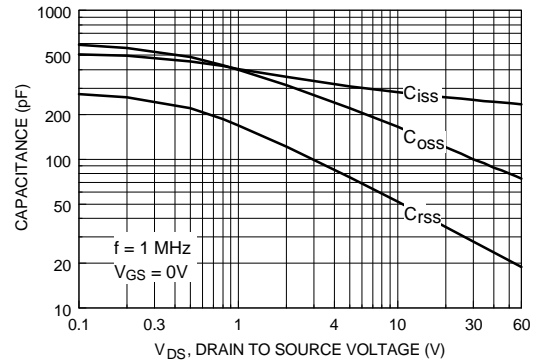 1000
500
200
100
50
20
10
CAPACITANCE (pF)
Ciss
Coss
Crss
f = 1 MHz
VGS = 0V
0.1 0.3 1 4 10 30 60
VDS, DRAIN TO SOURCE VOLTAGE (V)